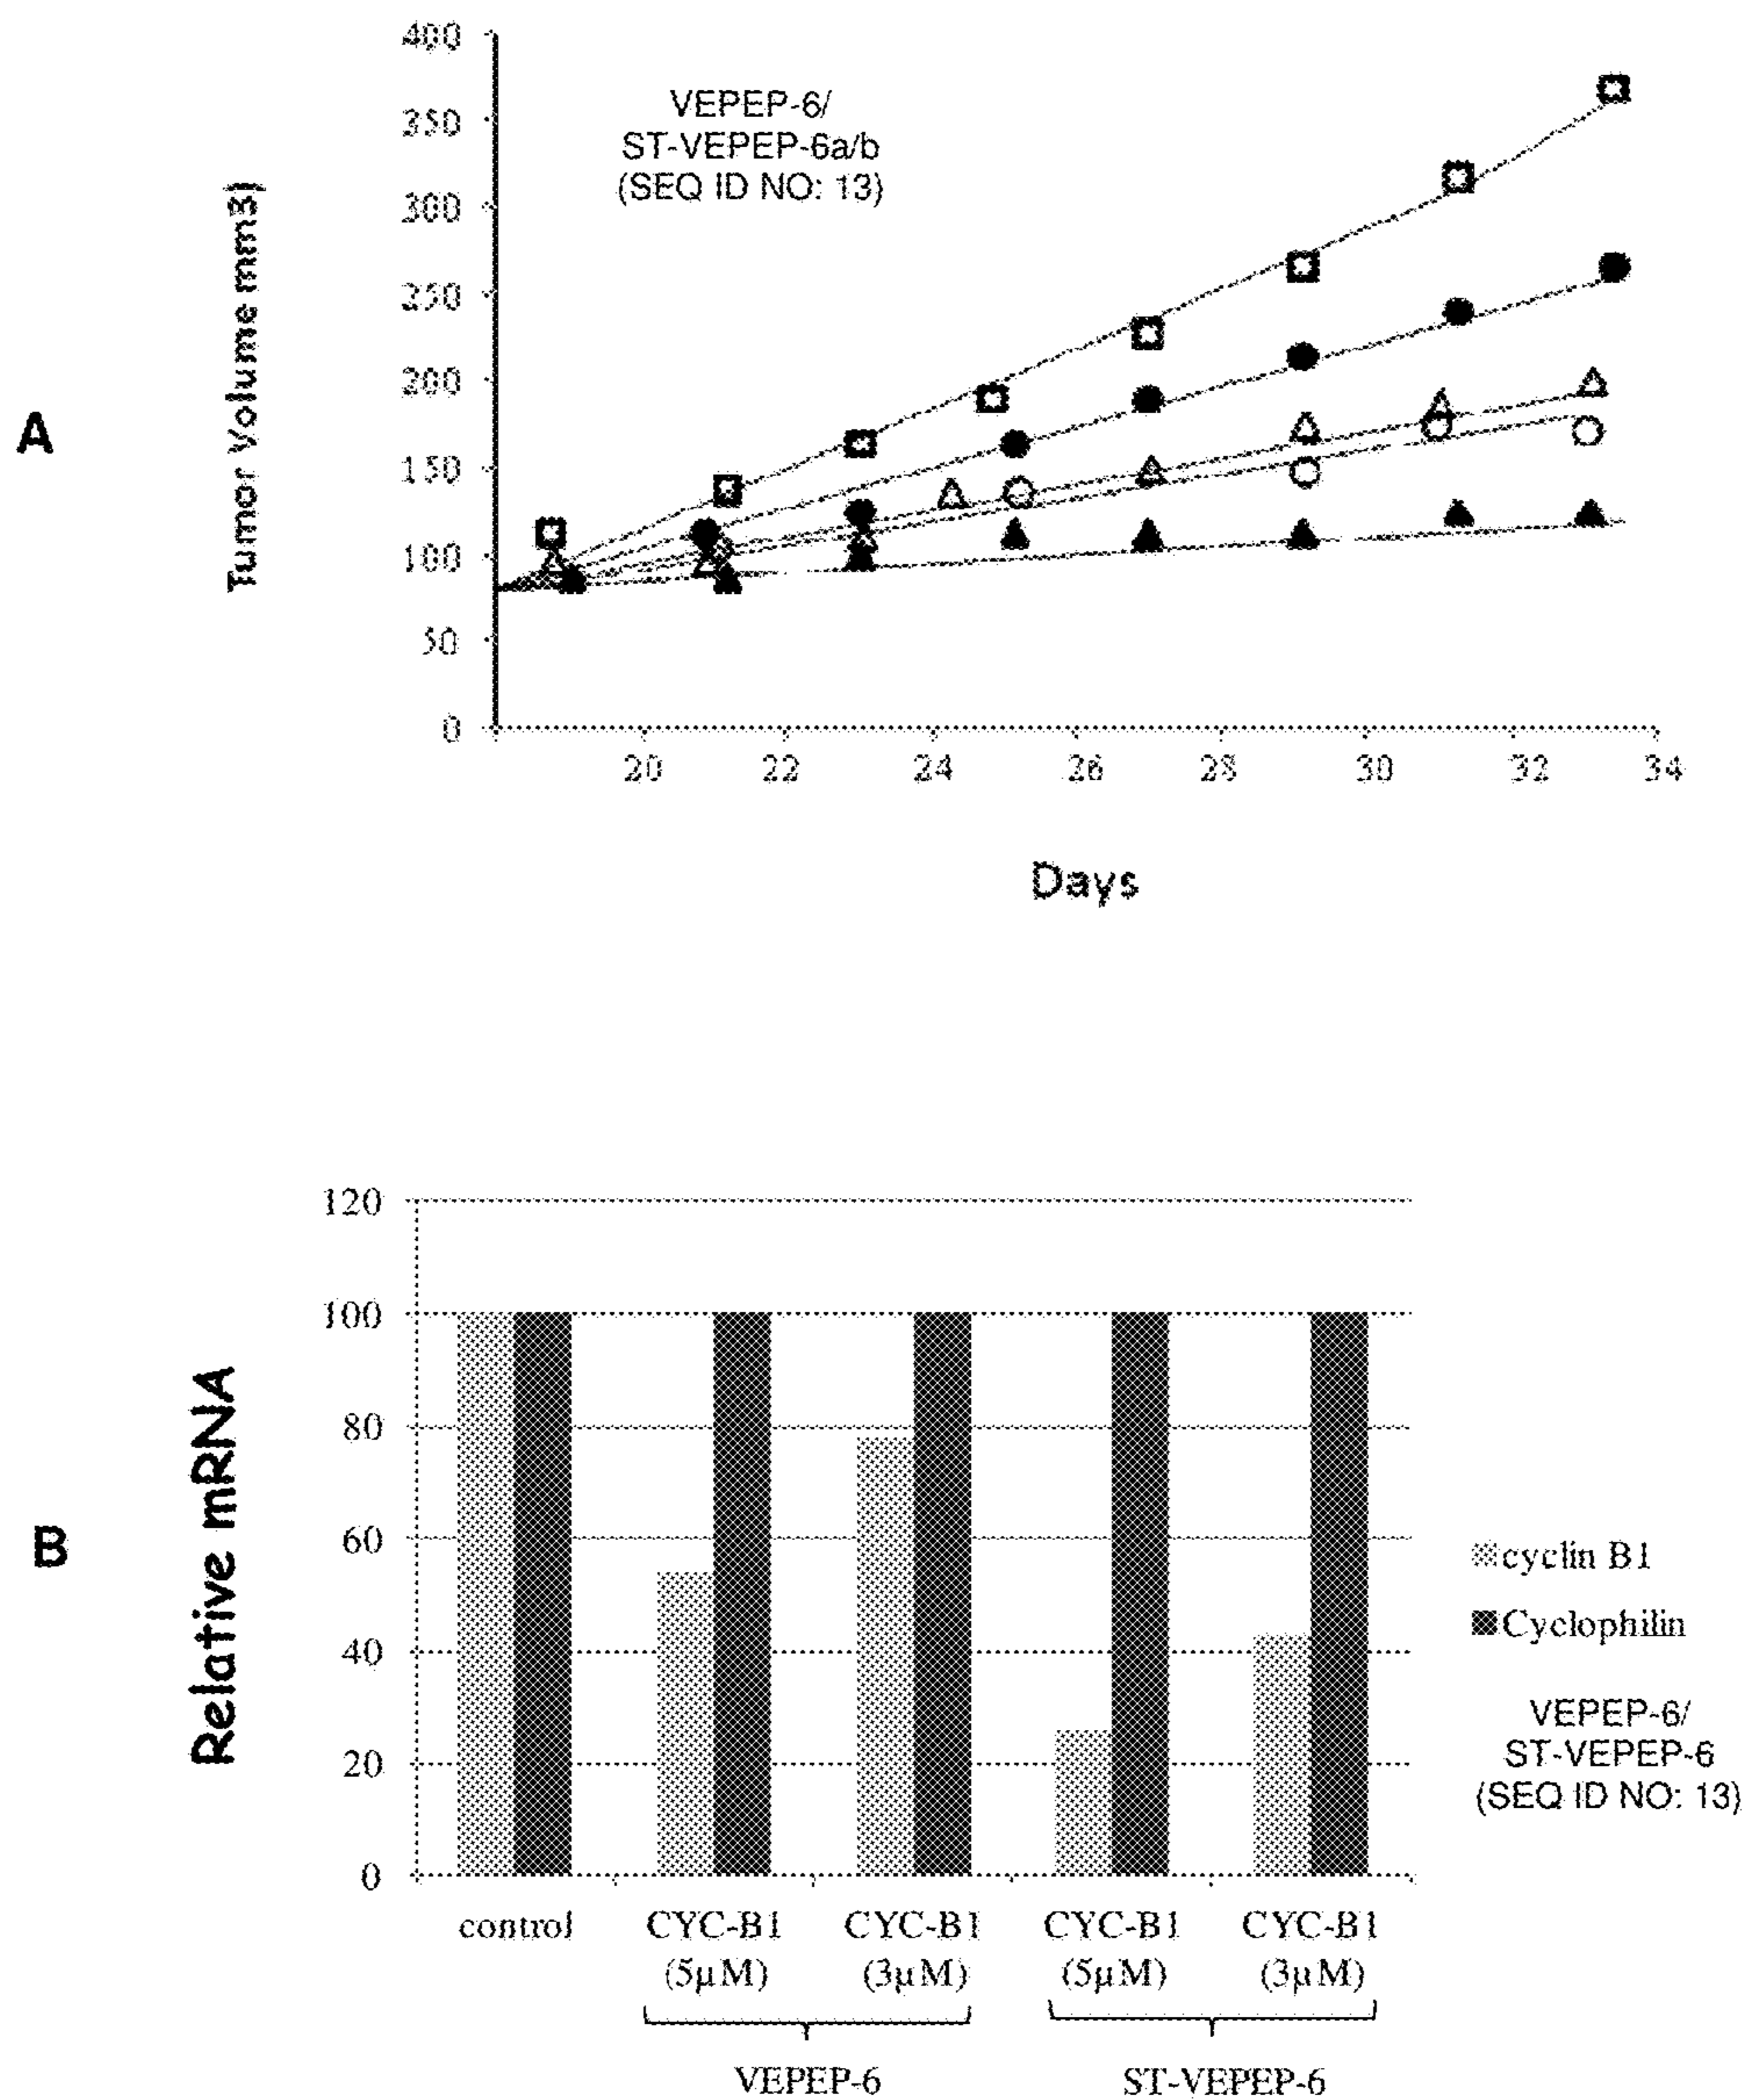 A
Tumor Volume mm3)
400
350
300
250
200
150
100
50
0
VEPEP-6/
ST-VEPEP-6a/b
(SEQ ID NO: 13)
20 22 24 26 28 30 32 34
Days
B
Relative mRNA
120
100
80
60
40
20
0
cyclin B1
Cyclophilin
VEPEP-6/
ST-VEPEP-6
(SEQ ID NO: 13)
control CYC-B1 CYC-B1 CYC-B1 CYC-B1
(5µM) (3µM) (5µM) (3µM)
VEPEP-6 ST-VEPEP-6